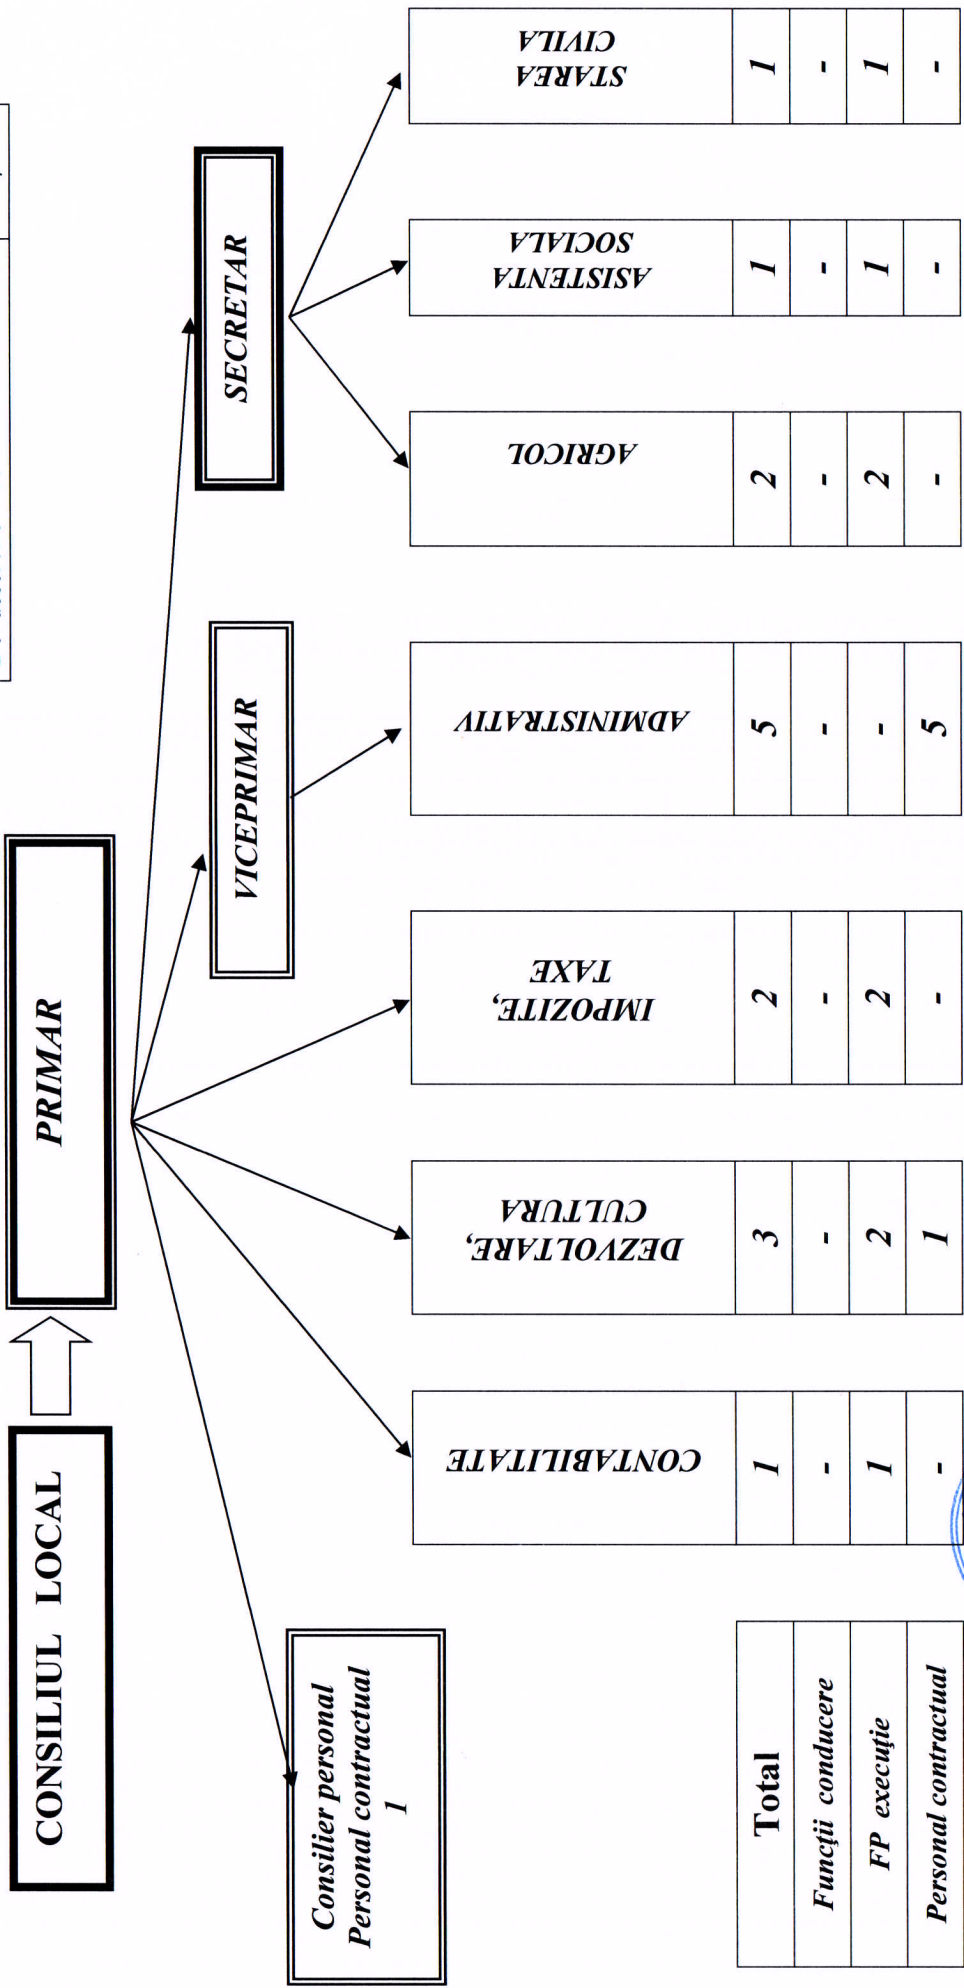 CONSILIUL LOCAL
PRIMAR
VICEPRIMAR
SECRETAR
Consilier personal
Personal contractual
1
CONTABILITATE
DEZVOLTARE,
CULTURA
IMPOZITE,
TAXE
ADMINISTRATIV
AGRICOL
ASISTENTA
SOCIALA
STAREA
CIVILA
Total 1 3 2 5 2 1 1
Funcţii conducere - - - - - - -
FP execuţie 1 2 2 - 2 1 1
Personal contractual - 1 - 5 - - -